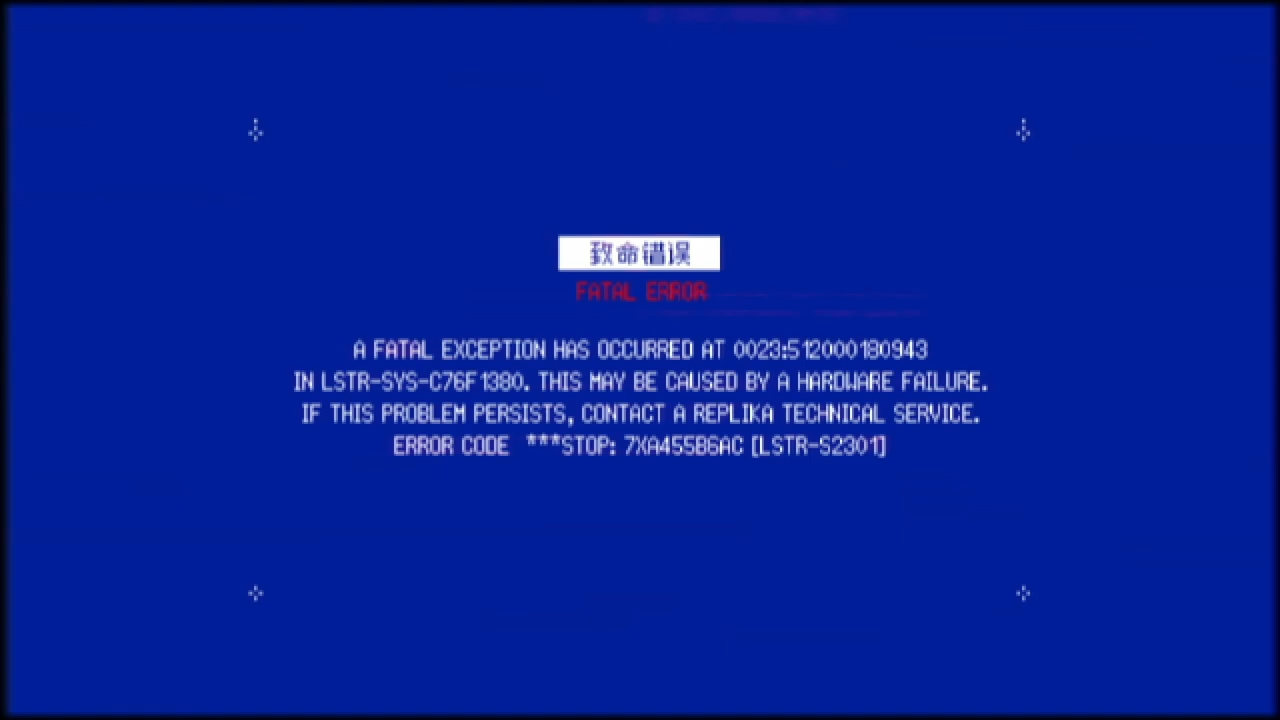 致命错误
FATAL ERROR
A FATAL EXCEPTION HAS OCCURRED AT 0023:512000180943
IN LSTR-SYS-C76F1380. THIS MAY BE CAUSED BY A HARDWARE FAILURE.
IF THIS PROBLEM PERSISTS, CONTACT A REPLIKA TECHNICAL SERVICE.
ERROR CODE ***STOP: 7XA455B6AC [LSTR-S2301]